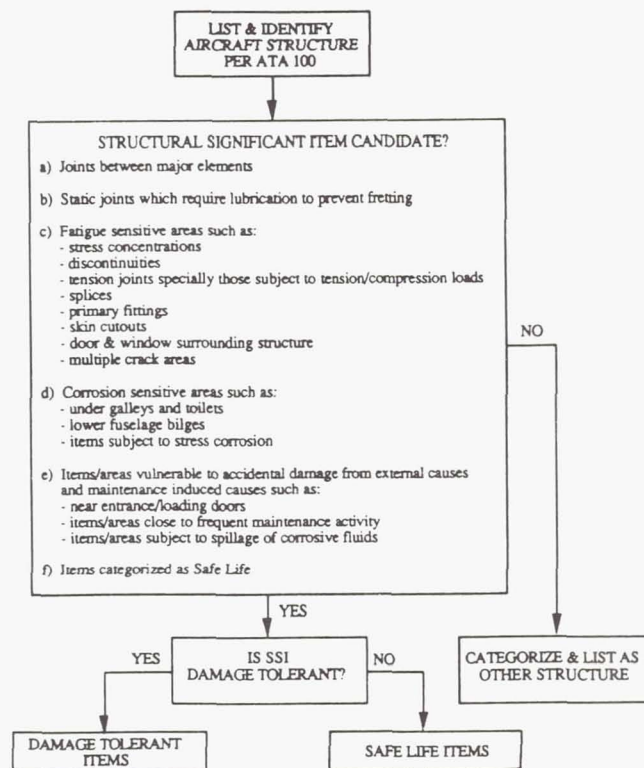 LIST & IDENTIFY
AIRCRAFT STRUCTURE
PER ATA 100
STRUCTURAL SIGNIFICANT ITEM CANDIDATE?
a) Joints between major elements
b) Static joints which require lubrication to prevent fretting
c) Fatigue sensitive areas such as:
- stress concentrations
- discontinuities
- tension joints specially those subject to tension/compression loads
- splices
- primary fittings
- skin cutouts
- door & window surrounding structure
- multiple crack areas
d) Corrosion sensitive areas such as:
- under galleys and toilets
- lower fuselage bilges
- items subject to stress corrosion
e) Items/areas vulnerable to accidental damage from external causes
and maintenance induced causes such as:
- near entrance/loading doors
- items/areas close to frequent maintenance activity
- items/areas subject to spillage of corrosive fluids
f) Items categorized as Safe Life
NO
YES
IS SSI
DAMAGE TOLERANT?
YES
NO
CATEGORIZE & LIST AS
OTHER STRUCTURE
DAMAGE TOLERANT
ITEMS
SAFE LIFE ITEMS